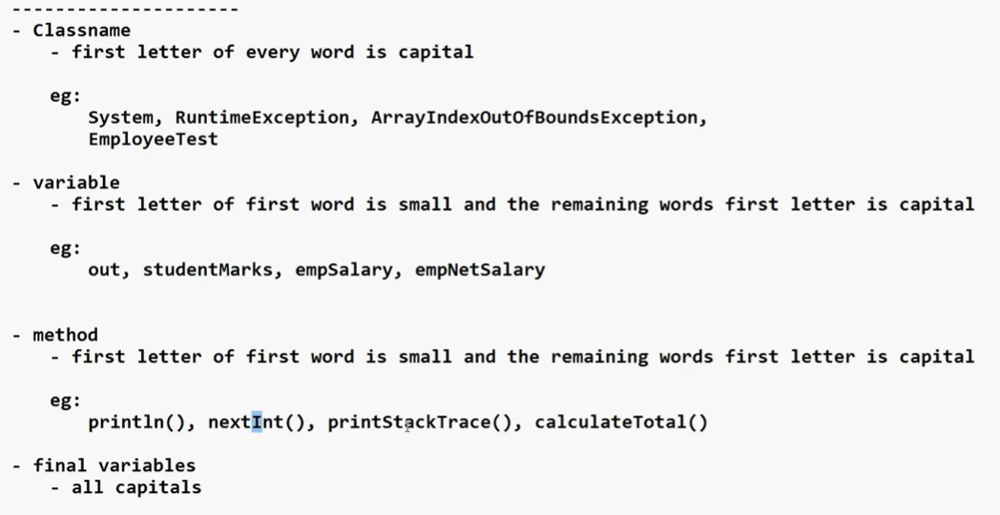 ---------------------
- Classname
- first letter of every word is capital
eg:
System, RuntimeException, ArrayIndexOutOfBoundsException,
EmployeeTest
- variable
- first letter of first word is small and the remaining words first letter is capital
eg:
out, studentMarks, empSalary, empNetSalary
- method
- first letter of first word is small and the remaining words first letter is capital
eg:
println(), nextInt(), printStackTrace(), calculateTotal()
- final variables
- all capitals